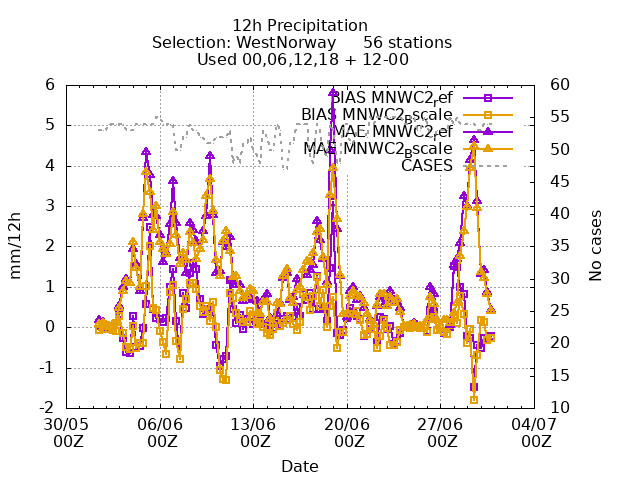 12h Precipitation
Selection: WestNorway 56 stations
Used 00,06,12,18 + 12-00
BIAS MNWC2_ref
BIAS MNWC2_Bscale
MAE MNWC2_ref
MAE MNWC2_Bscale
CASES
mm/12h
No cases
6
5
4
3
2
1
0
-1
-2
60
55
50
45
40
35
30
25
20
15
10
30/05 06/06 13/06 20/06 27/06 04/07
00Z 00Z 00Z 00Z 00Z 00Z
Date